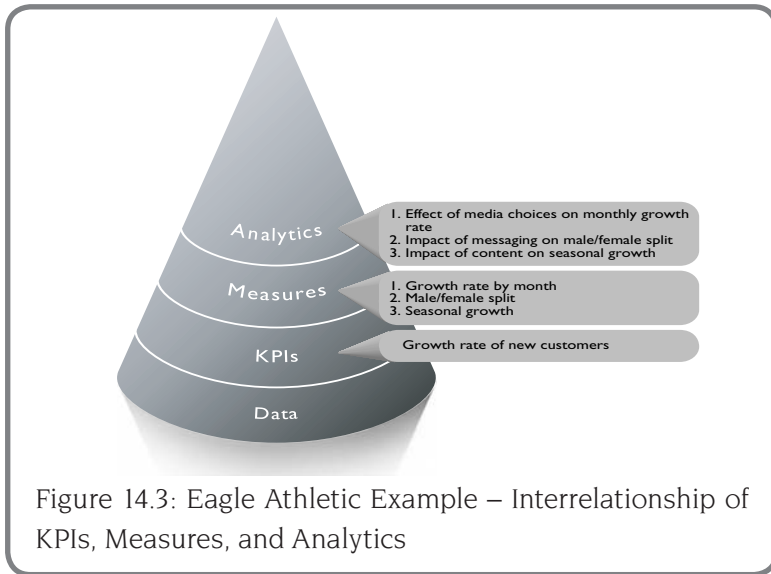 Analytics
1. Effect of media choices on monthly growth
rate
2. Impact of messaging on male/female split
3. Impact of content on seasonal growth
Measures
1. Growth rate by month
2. Male/female split
3. Seasonal growth
KPIs
Growth rate of new customers
Data
Figure 14.3: Eagle Athletic Example – Interrelationship of
KPIs, Measures, and Analytics